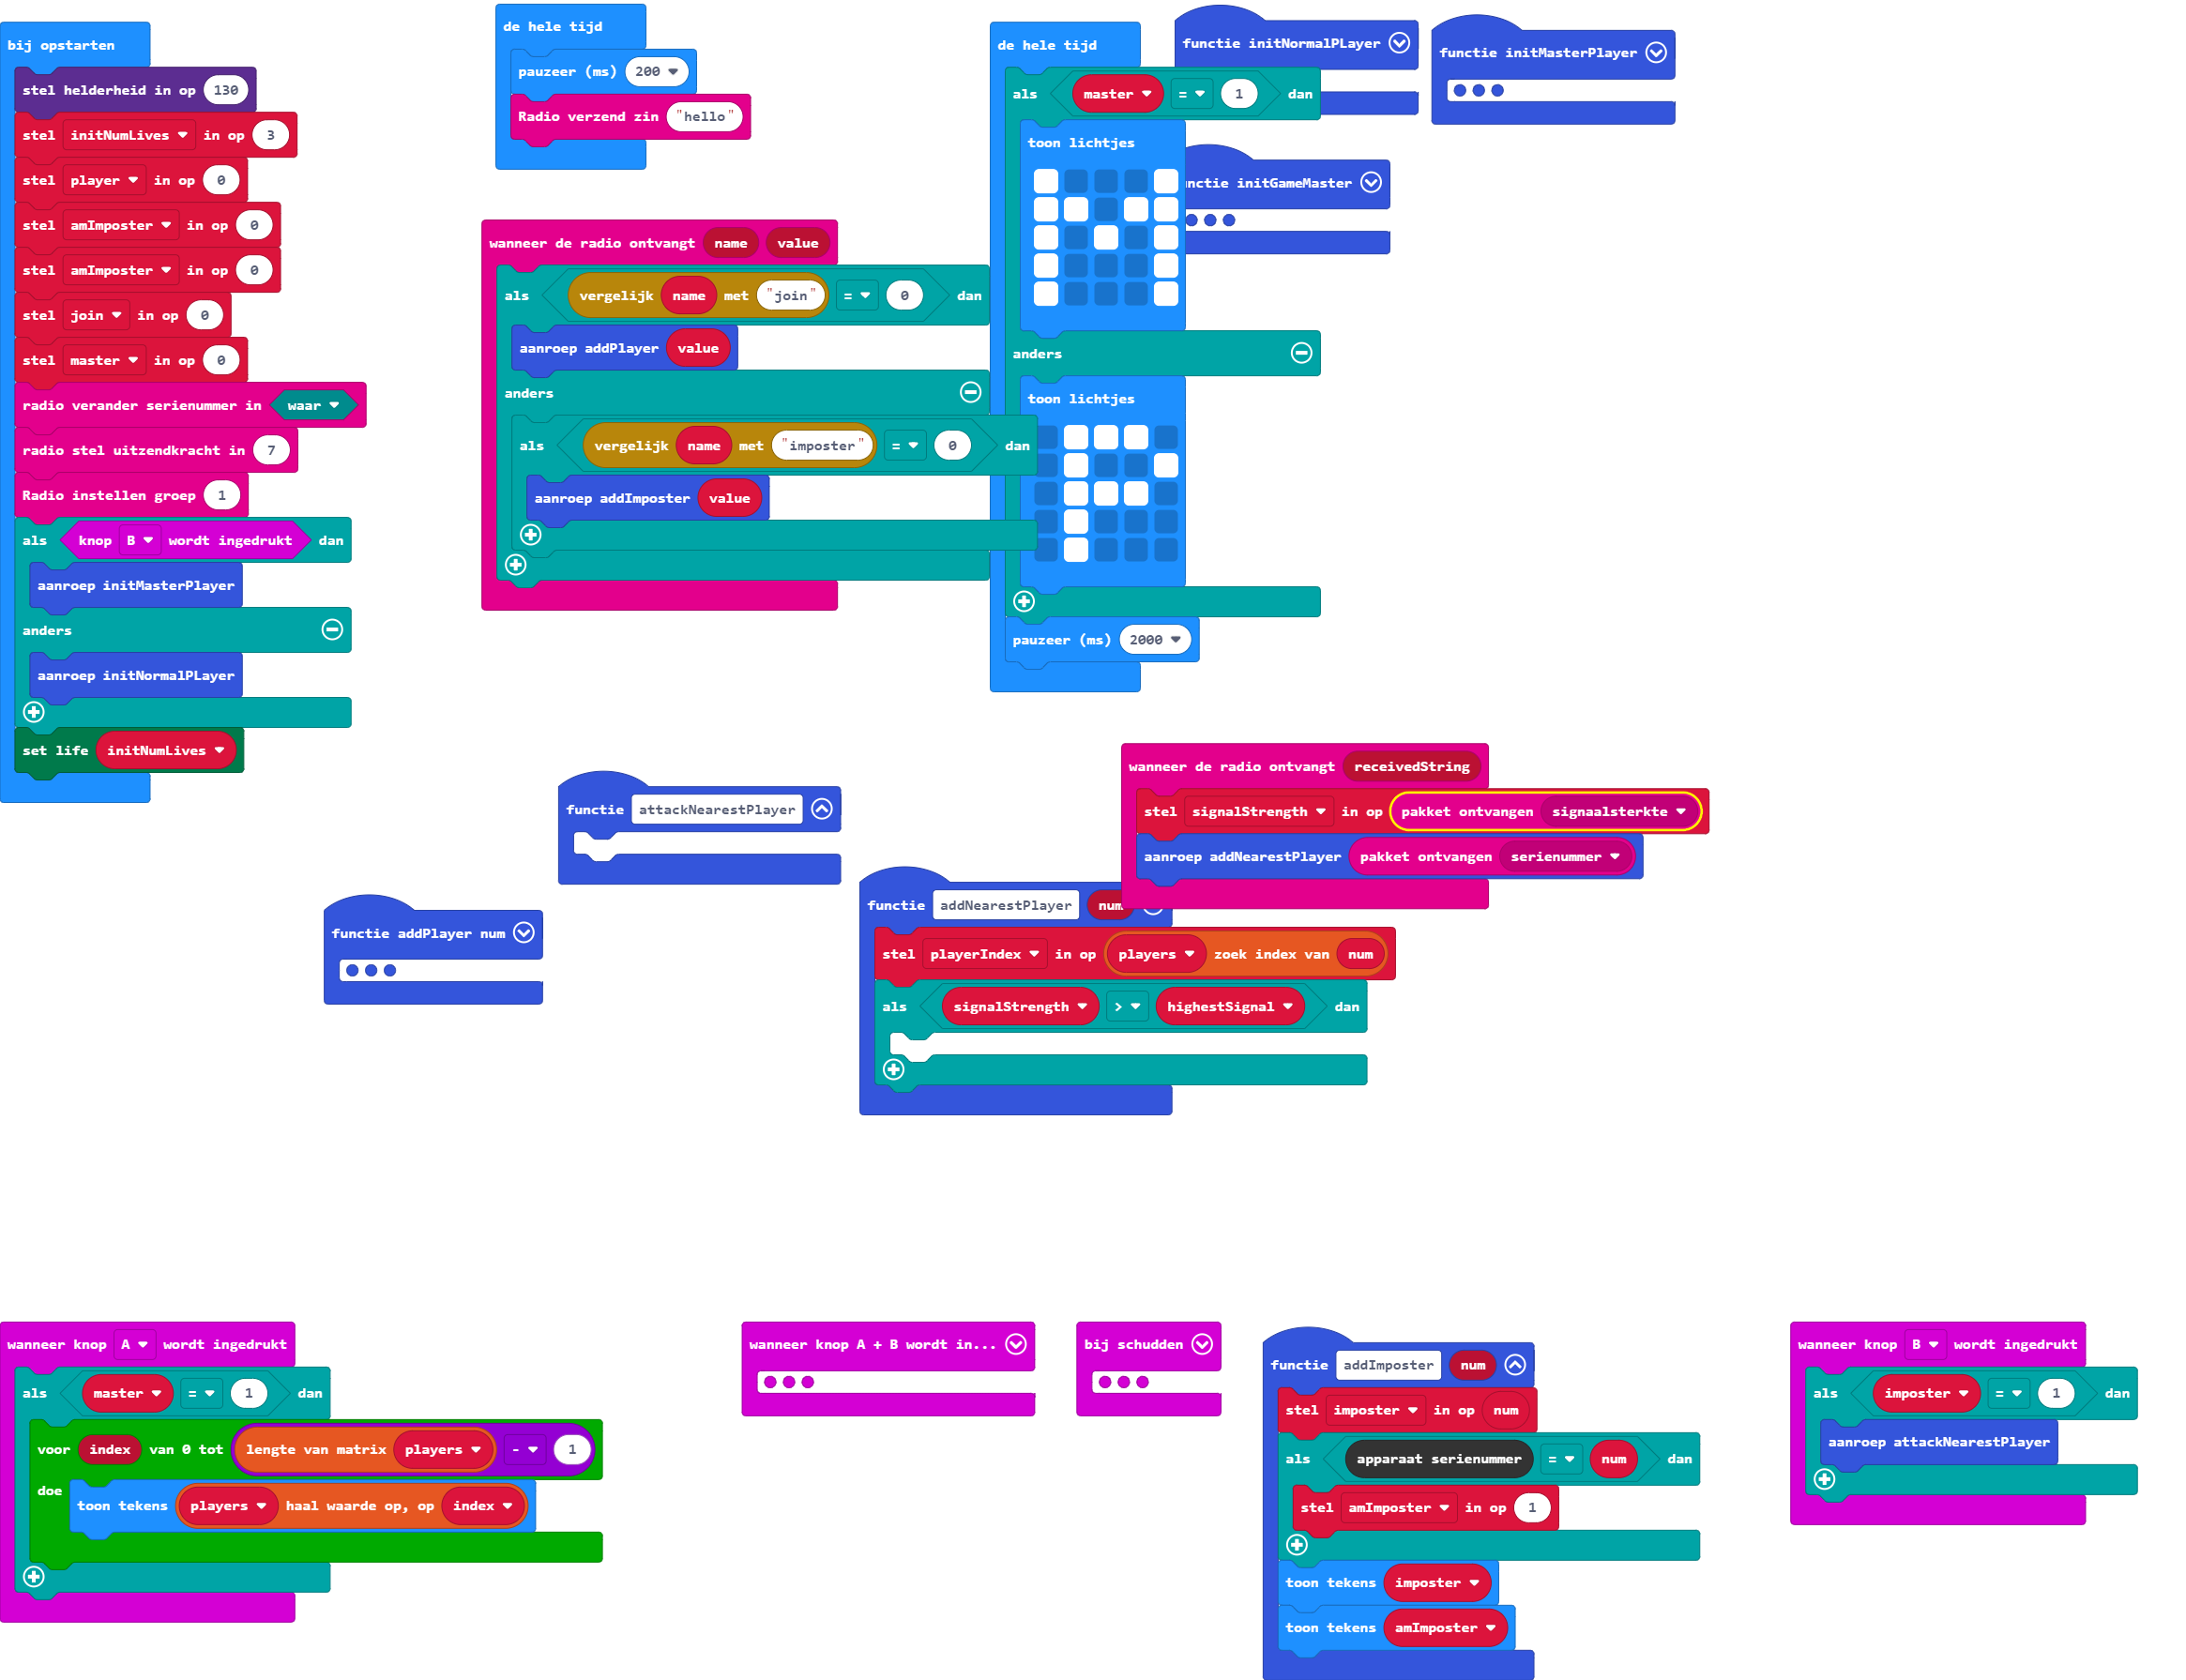 bij opstarten
stel helderheid in op 130
stel initNumLives in op 3
stel player in op 0
stel amImposter in op 0
stel amImposter in op 0
stel join in op 0
stel master in op 0
radio verander serienummer in waar
radio stel uitzendkracht in 7
Radio instellen groep 1
als knop B wordt ingedrukt dan
aanroep initMasterPlayer
anders
aanroep initNormalPLayer
set life initNumLives
de hele tijd
pauzeer (ms) 200
Radio verzend zin "hello"
wanneer de radio ontvangt name value
als vergelijk name met "join" = 0 dan
aanroep addPlayer value
anders
als vergelijk name met "imposter" = 0 dan
aanroep addImposter value
de hele tijd
als master = 1 dan
toon lichtjes
anders
toon lichtjes
pauzeer (ms) 2000
functie initNormalPLayer
functie initMasterPlayer
nctie initGameMaster
wanneer de radio ontvangt receivedString
stel signalStrength in op pakket ontvangen signaalsterkte
aanroep addNearestPlayer pakket ontvangen serienummer
functie attackNearestPlayer
functie addNearestPlayer num
stel playerIndex in op players zoek index van num
als signalStrength > highestSignal dan
functie addPlayer num
wanneer knop A wordt ingedrukt
als master = 1 dan
voor index van 0 tot lengte van matrix players - 1
doe
toon tekens players haal waarde op, op index
wanneer knop A + B wordt in...
bij schudden
functie addImposter num
stel imposter in op num
als apparaat serienummer = num dan
stel amImposter in op 1
toon tekens imposter
toon tekens amImposter
wanneer knop B wordt ingedrukt
als imposter = 1 dan
aanroep attackNearestPlayer